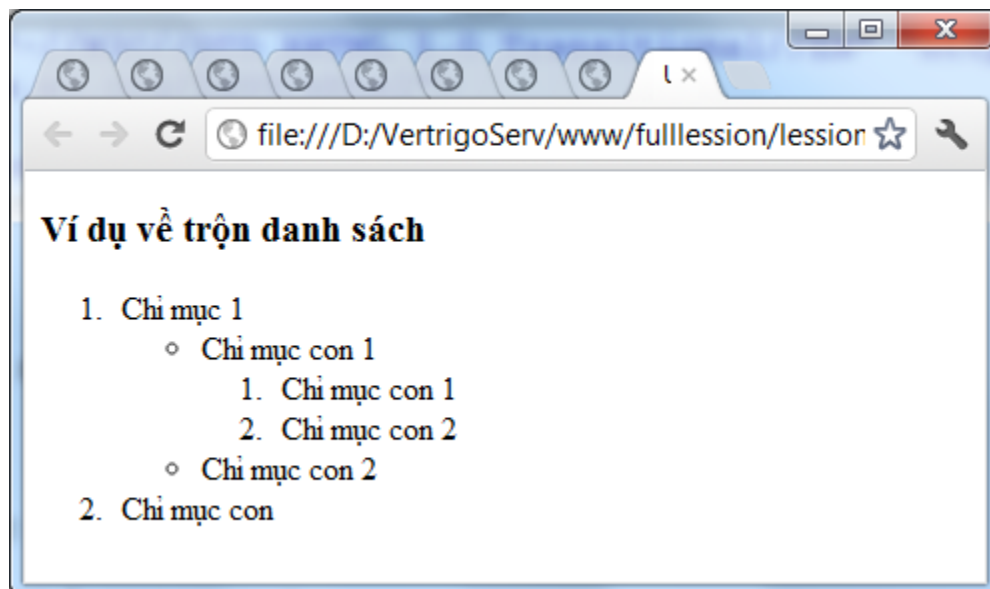 l
file:///D:/VertrigoServ/www/fulllession/lession
Ví dụ về trộn danh sách
1. Chỉ mục 1
Chỉ mục con 1
1. Chỉ mục con 1
2. Chỉ mục con 2
Chỉ mục con 2
2. Chỉ mục con